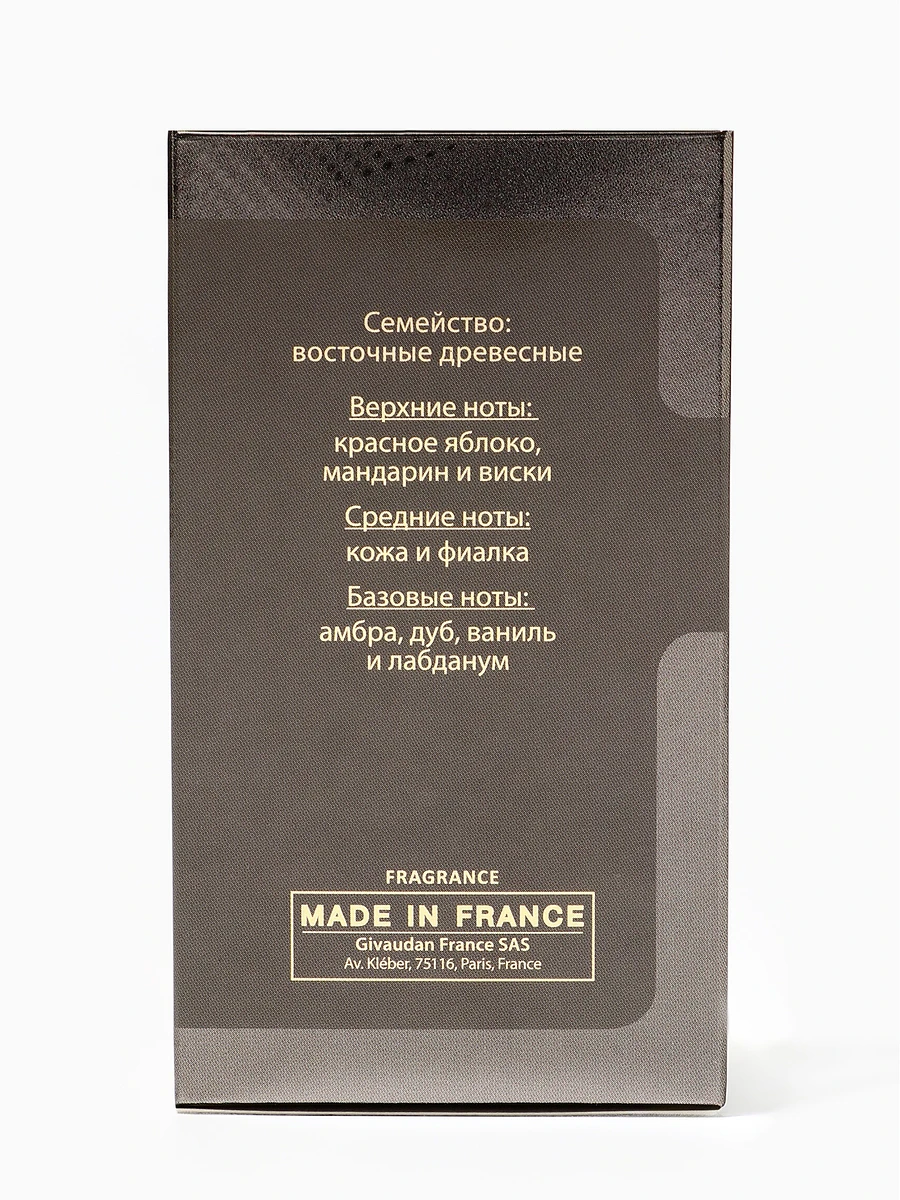 Семейство:
восточные древесные
Верхние ноты:
красное яблоко,
мандарин и виски
Средние ноты:
кожа и фиалка
Базовые ноты:
амбра, дуб, ваниль
и лабданум
FRAGRANCE
MADE IN FRANCE
Givaudan France SAS
Av. Kléber, 75116, Paris, France